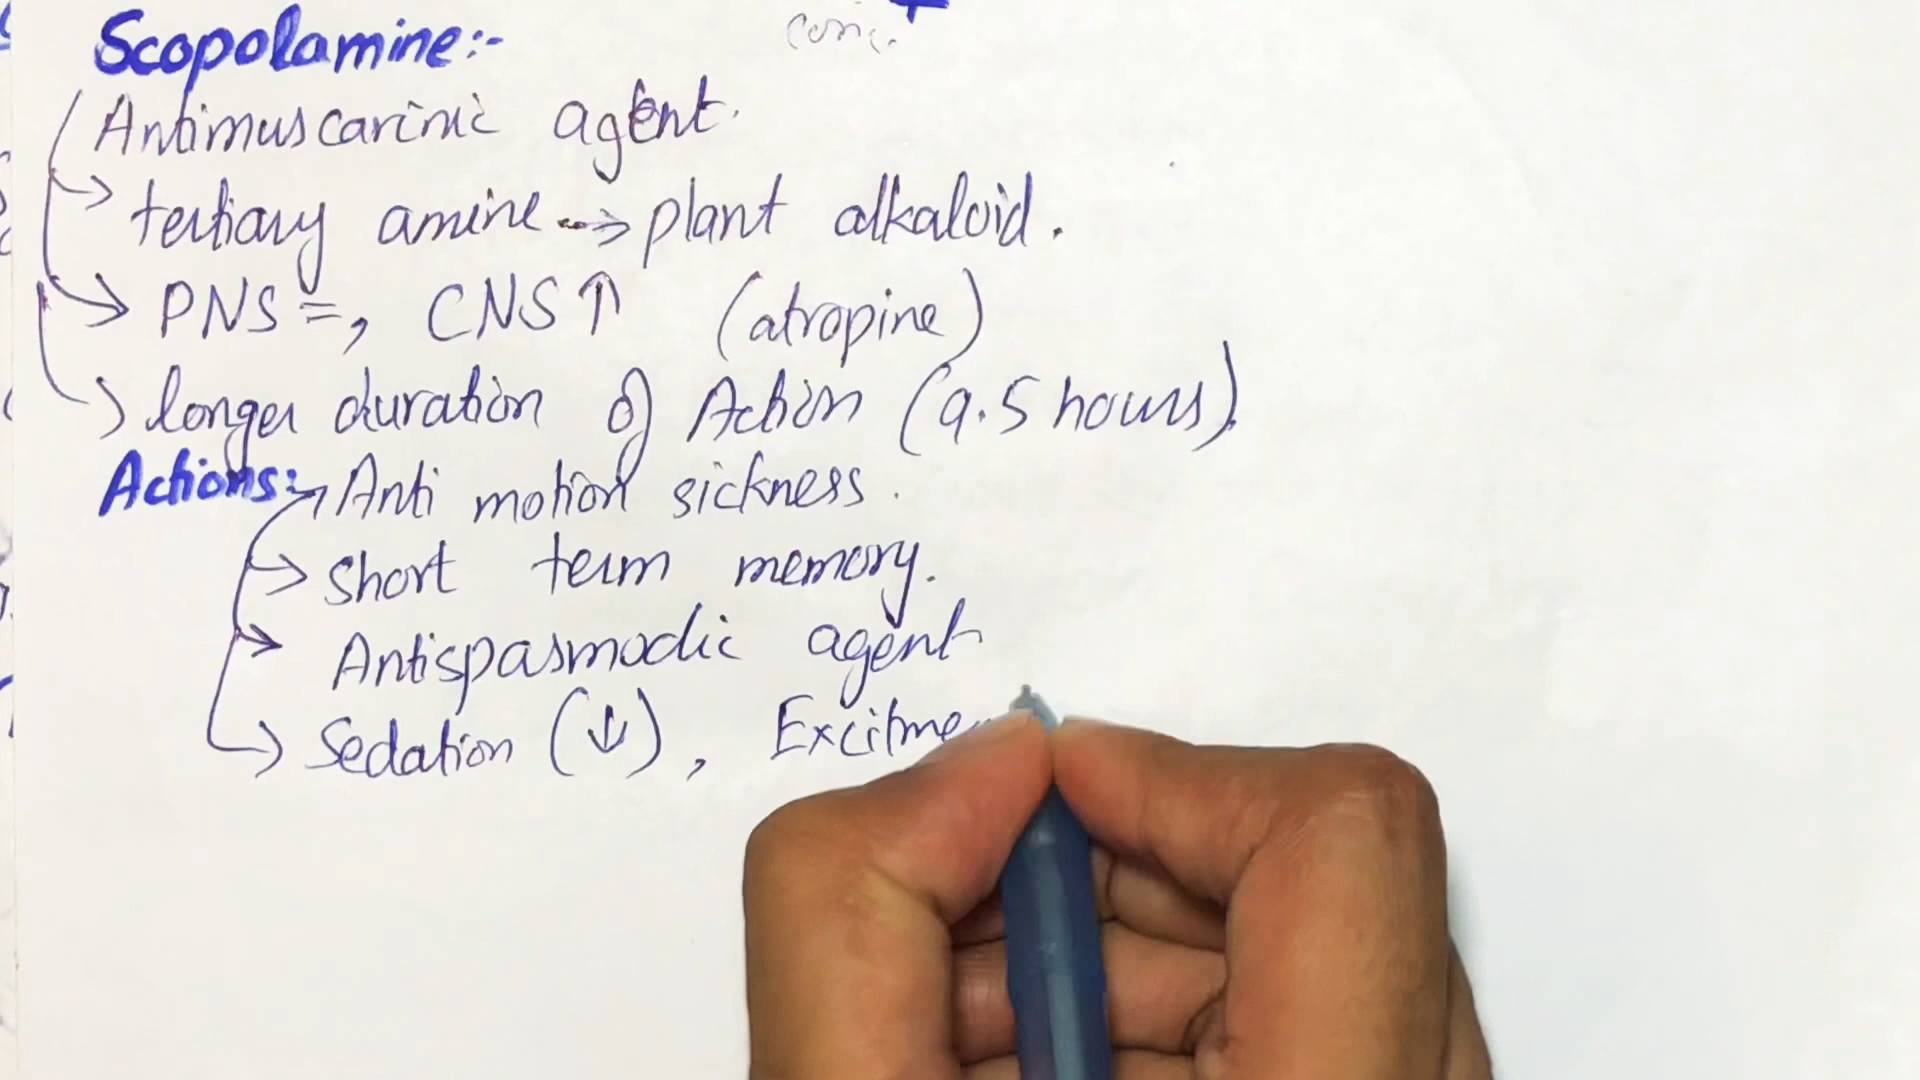 Scopolamine:-
Antimuscarinic agent.
→ tertiary amine → plant alkaloid.
→ PNS =, CNS ↑ (atropine)
→ longer duration of Action (9.5 hours).
Actions: → Anti motion sickness.
→ Short term memory.
→ Antispasmodic agent
→ Sedation (↓), Excitme